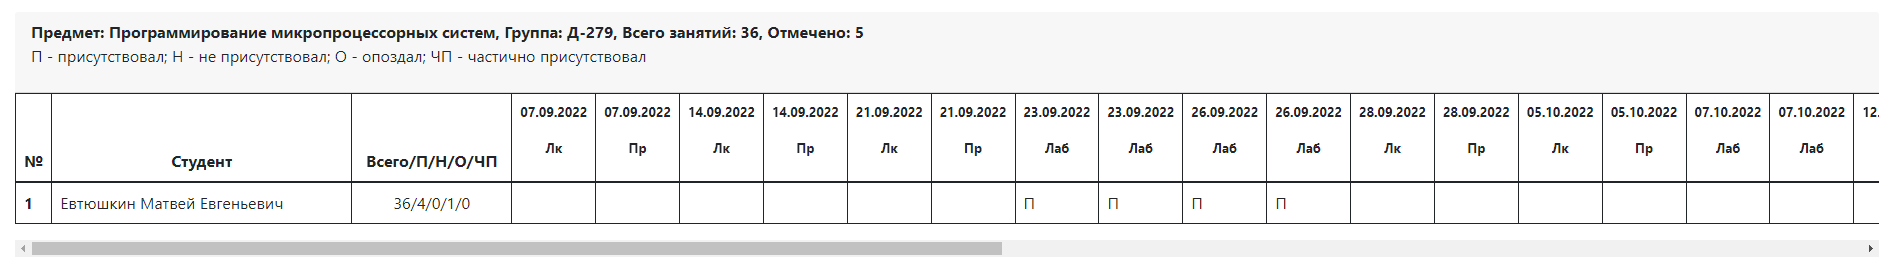 Предмет: Программирование микропроцессорных систем, Группа: Д-279, Всего занятий: 36, Отмечено: 5
П - присутствовал; Н - не присутствовал; О - опоздал; ЧП - частично присутствовал
07.09.2022 07.09.2022 14.09.2022 14.09.2022 21.09.2022 21.09.2022 23.09.2022 23.09.2022 26.09.2022 26.09.2022 28.09.2022 28.09.2022 05.10.2022 05.10.2022 07.10.2022 07.10.2022 12.
Лк Пр Лк Пр Лк Пр Лаб Лаб Лаб Лаб Лк Пр Лк Пр Лаб Лаб
№ Студент Всего/П/Н/О/ЧП
1 Евтюшкин Матвей Евгеньевич 36/4/0/1/0 П П П П